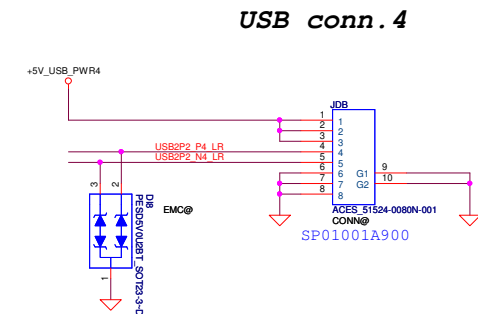 USB conn.4
+5V_USB_PWR4
JDB
1 1
2 2
3 3
USB2P2_P4_LR 4 4
USB2P2_N4_LR 5 5
6 6 G1 9
7 7 G2 10
8 8
3 2
DI8
PESD5V0U2BT_SOT23-3~D
EMC@
1
ACES_51524-0080N-001
CONN@
SP01001A900